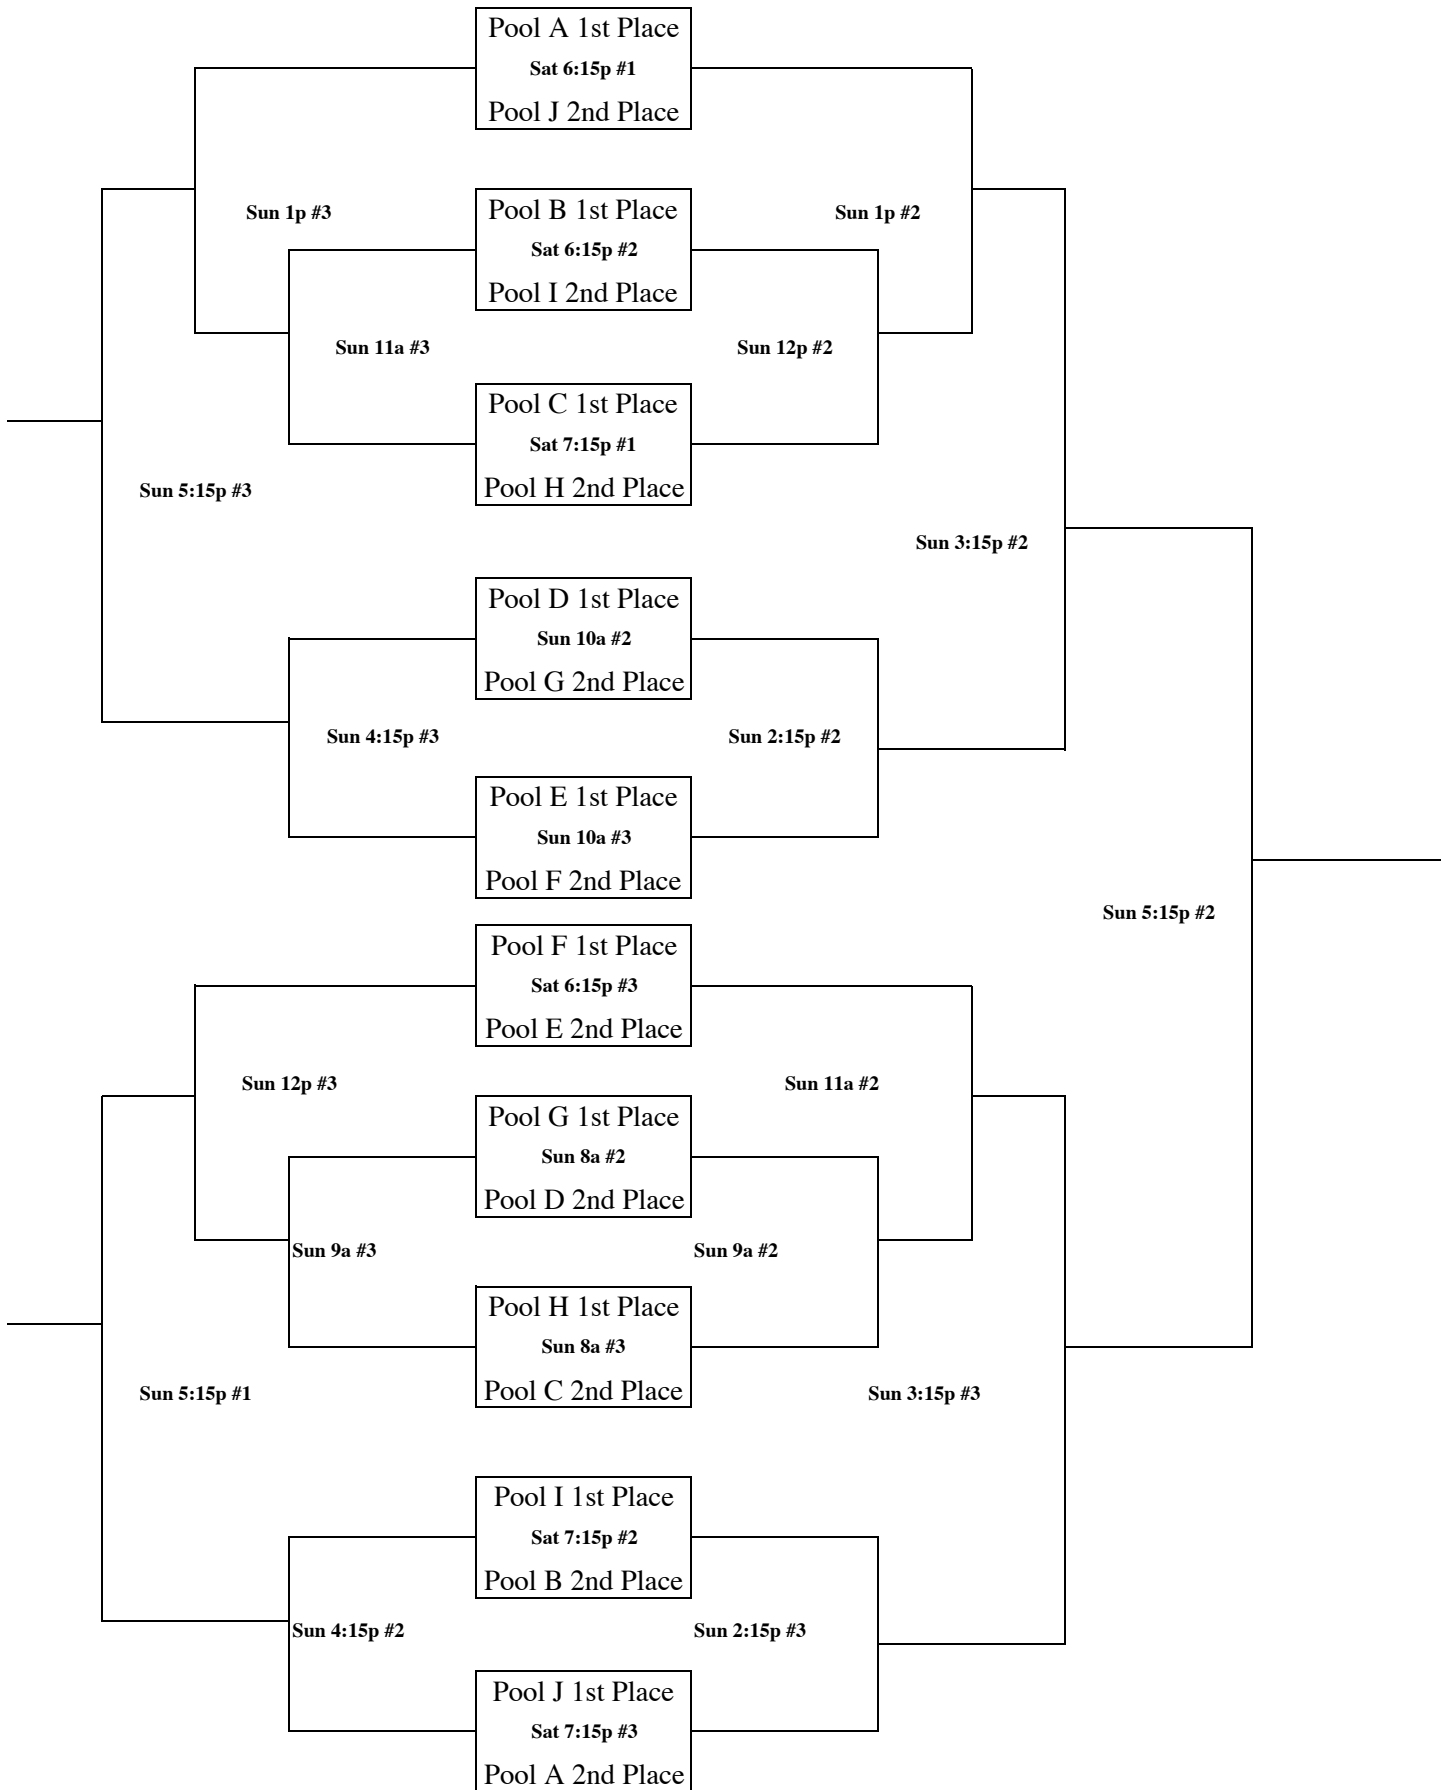 Pool A 1st Place
Sat 6:15p #1
Pool J 2nd Place
Sun 1p #3
Pool B 1st Place
Sun 1p #2
Sat 6:15p #2
Pool I 2nd Place
Sun 11a #3
Sun 12p #2
Pool C 1st Place
Sat 7:15p #1
Pool H 2nd Place
Sun 5:15p #3
Sun 3:15p #2
Pool D 1st Place
Sun 10a #2
Pool G 2nd Place
Sun 4:15p #3
Sun 2:15p #2
Pool E 1st Place
Sun 10a #3
Pool F 2nd Place
Sun 5:15p #2
Pool F 1st Place
Sat 6:15p #3
Pool E 2nd Place
Sun 12p #3
Sun 11a #2
Pool G 1st Place
Sun 8a #2
Pool D 2nd Place
Sun 9a #3
Sun 9a #2
Pool H 1st Place
Sun 8a #3
Pool C 2nd Place
Sun 5:15p #1
Sun 3:15p #3
Pool I 1st Place
Sat 7:15p #2
Pool B 2nd Place
Sun 4:15p #2
Sun 2:15p #3
Pool J 1st Place
Sat 7:15p #3
Pool A 2nd Place